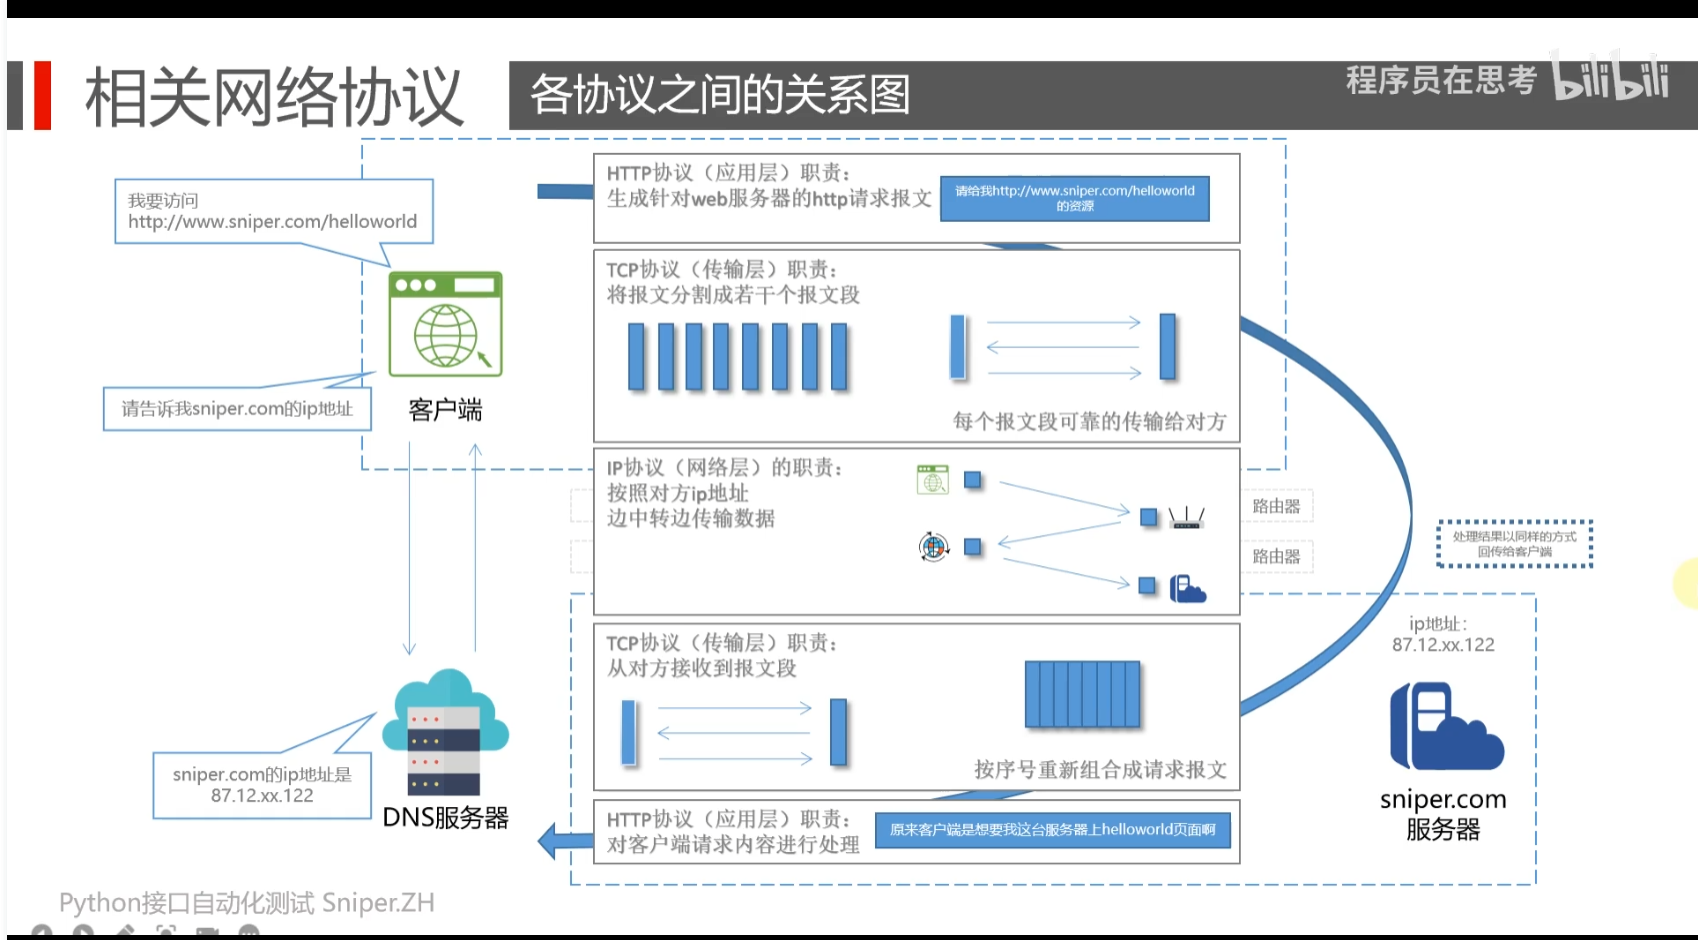 相关网络协议
各协议之间的关系图
程序员在思考
bilibili
我要访问
http://www.sniper.com/helloworld
请告诉我sniper.com的ip地址
客户端
sniper.com的ip地址是
87.12.xx.122
DNS服务器
HTTP协议（应用层）职责：
生成针对web服务器的http请求报文
请给我http://www.sniper.com/helloworld
的资源
TCP协议（传输层）职责：
将报文分割成若干个报文段
每个报文段可靠的传输给对方
IP协议（网络层）的职责：
按照对方ip地址
边中转边传输数据
路由器
路由器
TCP协议（传输层）职责：
从对方接收到报文段
按序号重新组合成请求报文
HTTP协议（应用层）职责：
对客户端请求内容进行处理
原来客户端是想要我这台服务器上helloworld页面啊
处理结果以同样的方式
回传给客户端
ip地址：
87.12.xx.122
sniper.com
服务器
Python接口自动化测试 Sniper.ZH